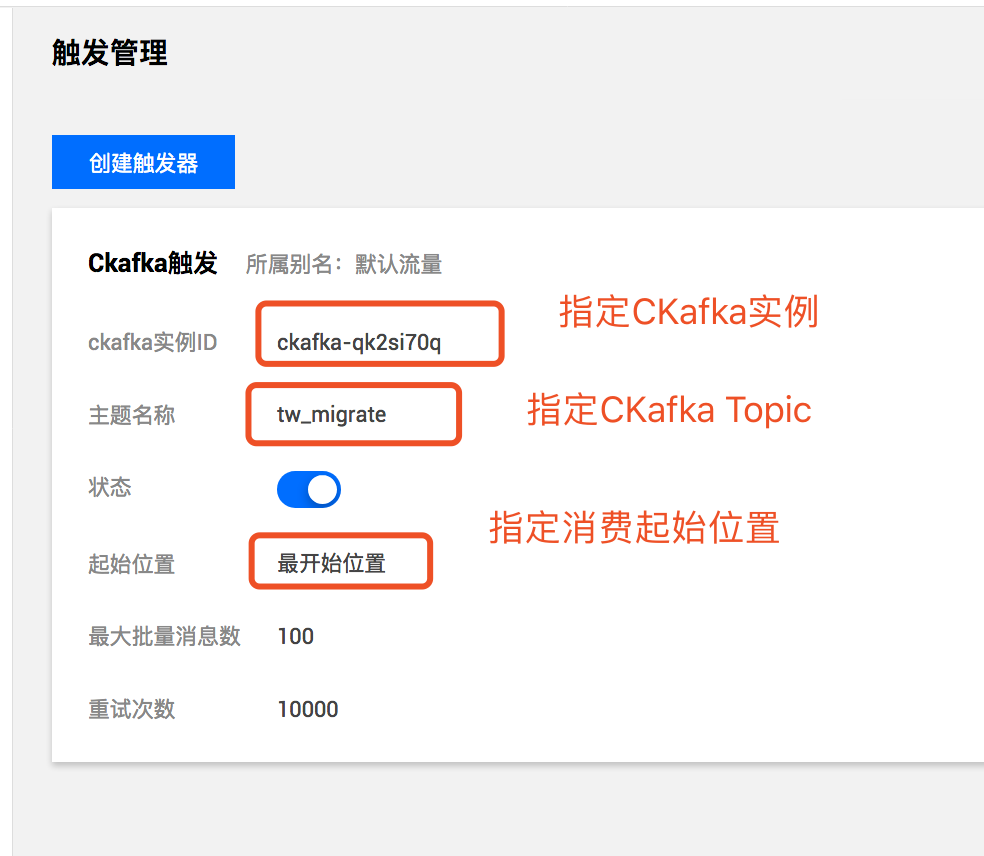 触发管理
创建触发器
Ckafka触发 所属别名：默认流量
指定CKafka实例
ckafka实例ID ckafka-qk2si70q
主题名称 tw_migrate 指定CKafka Topic
状态
指定消费起始位置
起始位置 最开始位置
最大批量消息数 100
重试次数 10000